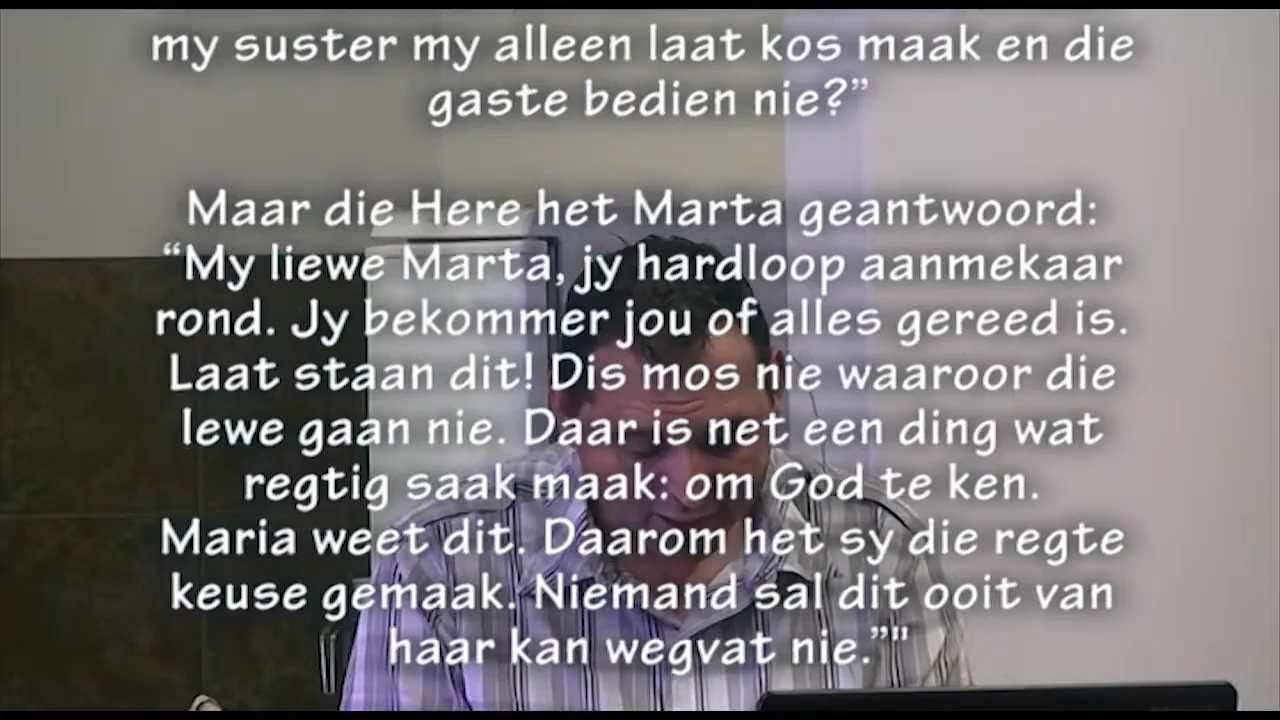 my suster my alleen laat kos maak en die
gaste bedien nie?”
Maar die Here het Marta geantwoord:
“My liewe Marta, jy hardloop aanmekaar
rond. Jy bekommer jou of alles gereed is.
Laat staan dit! Dis mos nie waaroor die
lewe gaan nie. Daar is net een ding wat
regtig saak maak: om God te ken.
Maria weet dit. Daarom het sy die regte
keuse gemaak. Niemand sal dit ooit van
haar kan wegvat nie.”"